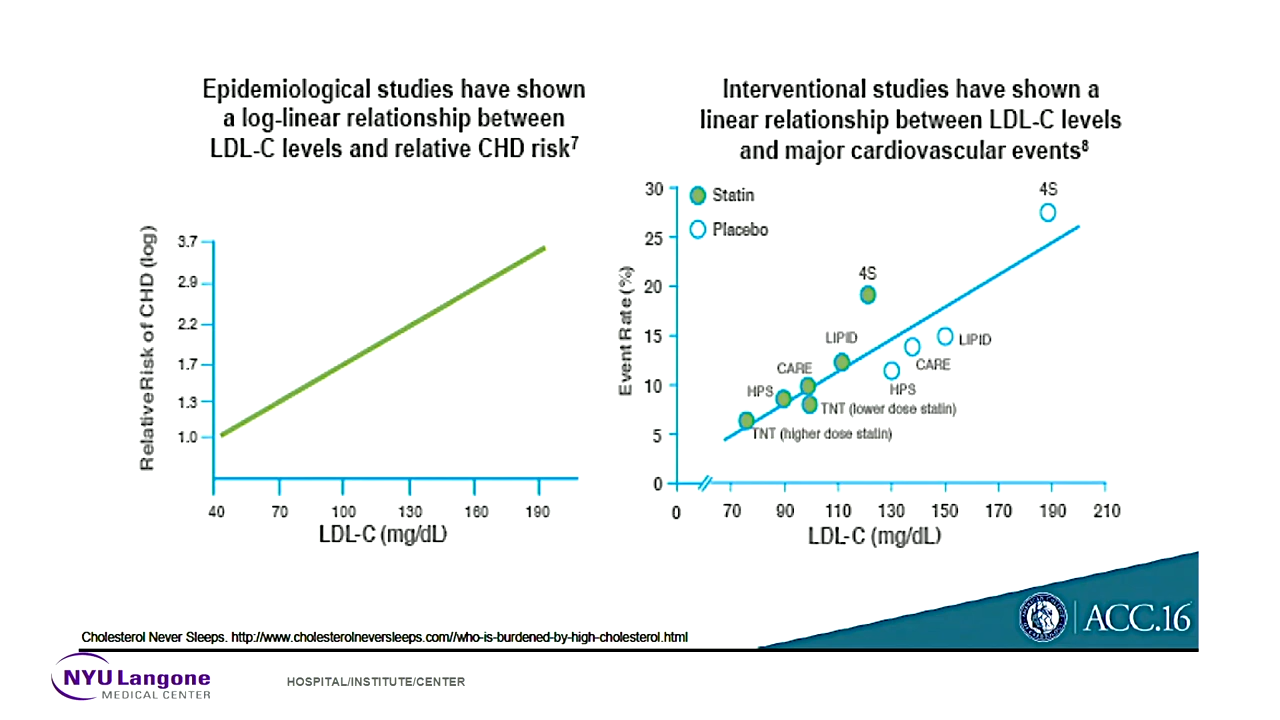 Epidemiological studies have shown
a log-linear relationship between
LDL-C levels and relative CHD risk7
Relative Risk of CHD (log)
3.7
2.9
2.2
1.7
1.3
1.0
40 70 100 130 160 190
LDL-C (mg/dL)
Interventional studies have shown a
linear relationship between LDL-C levels
and major cardiovascular events8
Statin
Placebo
Event Rate (%)
30
25
20
15
10
5
0
4S
4S
LIPID
LIPID
CARE
CARE
HPS
HPS
TNT (lower dose statin)
TNT (higher dose statin)
0 70 90 110 130 150 170 190 210
LDL-C (mg/dL)
ACC.16
Cholesterol Never Sleeps. http://www.cholesterolneversleeps.com//who-is-burdened-by-high-cholesterol.html
NYU Langone
MEDICAL CENTER
HOSPITAL/INSTITUTE/CENTER